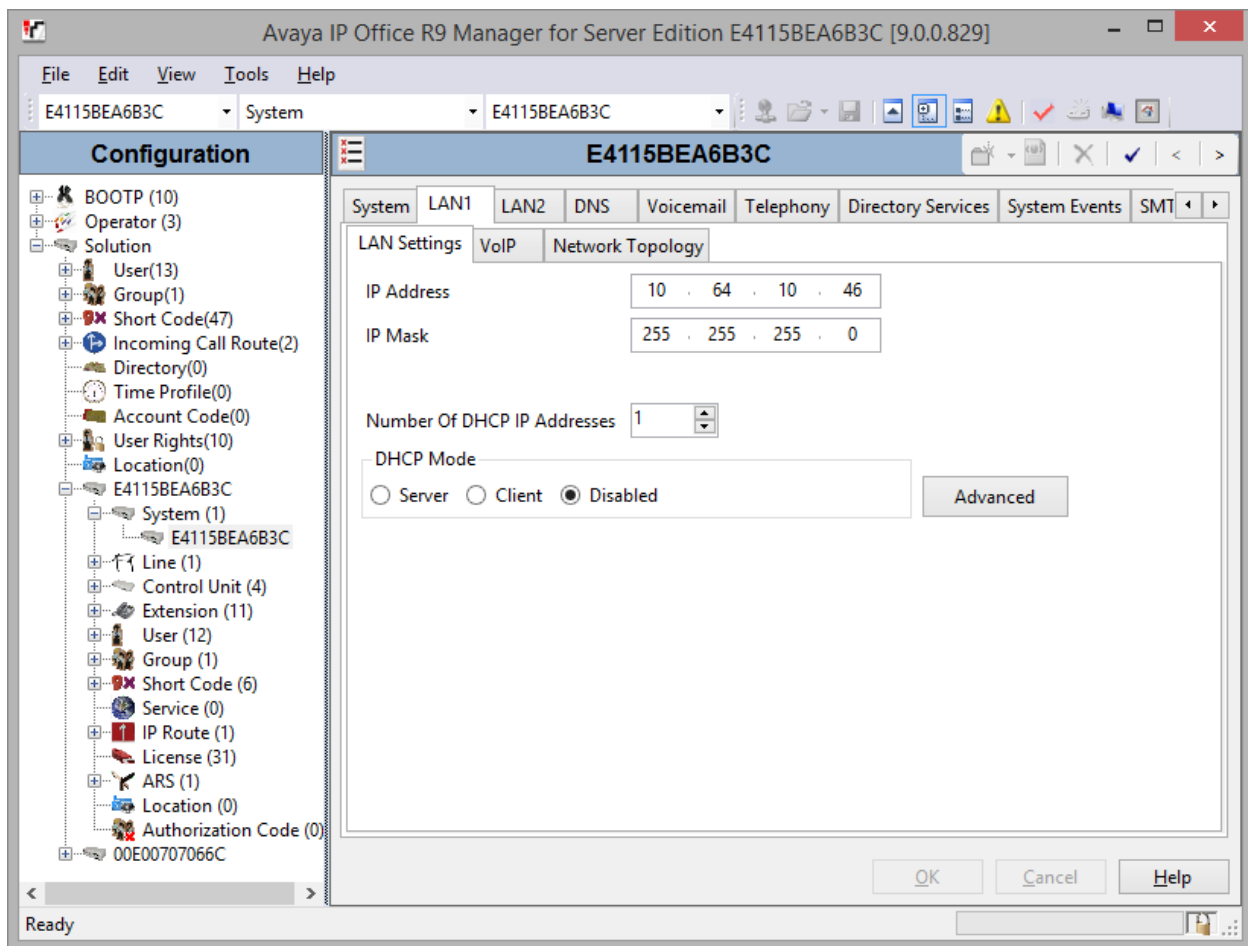 Avaya IP Office R9 Manager for Server Edition E4115BEA6B3C [9.0.0.829]
File Edit View Tools Help
E4115BEA6B3C System E4115BEA6B3C
Configuration
BOOTP (10)
Operator (3)
Solution
User(13)
Group(1)
Short Code(47)
Incoming Call Route(2)
Directory(0)
Time Profile(0)
Account Code(0)
User Rights(10)
Location(0)
E4115BEA6B3C
System (1)
E4115BEA6B3C
Line (1)
Control Unit (4)
Extension (11)
User (12)
Group (1)
Short Code (6)
Service (0)
IP Route (1)
License (31)
ARS (1)
Location (0)
Authorization Code (0)
00E00707066C
E4115BEA6B3C
System LAN1 LAN2 DNS Voicemail Telephony Directory Services System Events SMT
LAN Settings VoIP Network Topology
IP Address 10 . 64 . 10 . 46
IP Mask 255 . 255 . 255 . 0
Number Of DHCP IP Addresses 1
DHCP Mode
Server Client Disabled
Advanced
OK Cancel Help
Ready